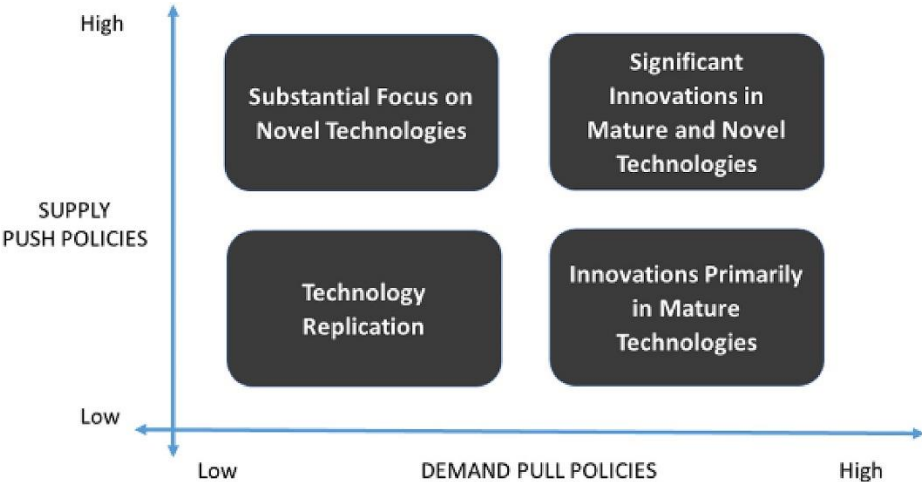 High
Substantial Focus on
Novel Technologies
Significant
Innovations in
Mature and Novel
Technologies
SUPPLY
PUSH POLICIES
Technology
Replication
Innovations Primarily
in Mature
Technologies
Low
Low
DEMAND PULL POLICIES
High